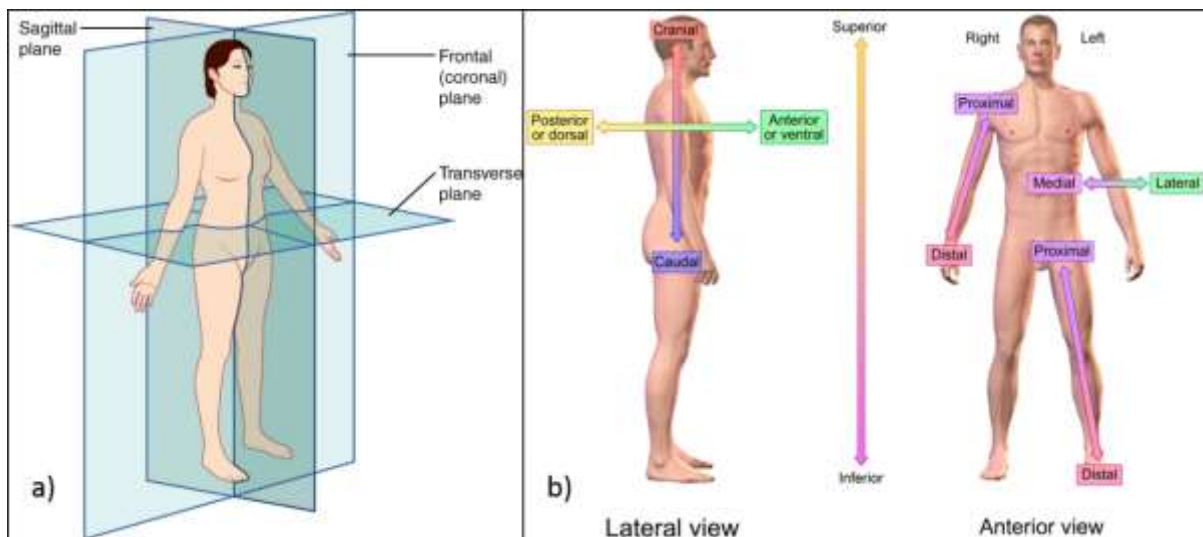 Sagittal
plane
Frontal
(coronal)
plane
Transverse
plane
a)
Cranial
Posterior
or dorsal
Anterior
or ventral
Caudal
Lateral view
Superior
Inferior
Right
Left
Proximal
Medial
Lateral
Distal
Proximal
Distal
Anterior view
b)